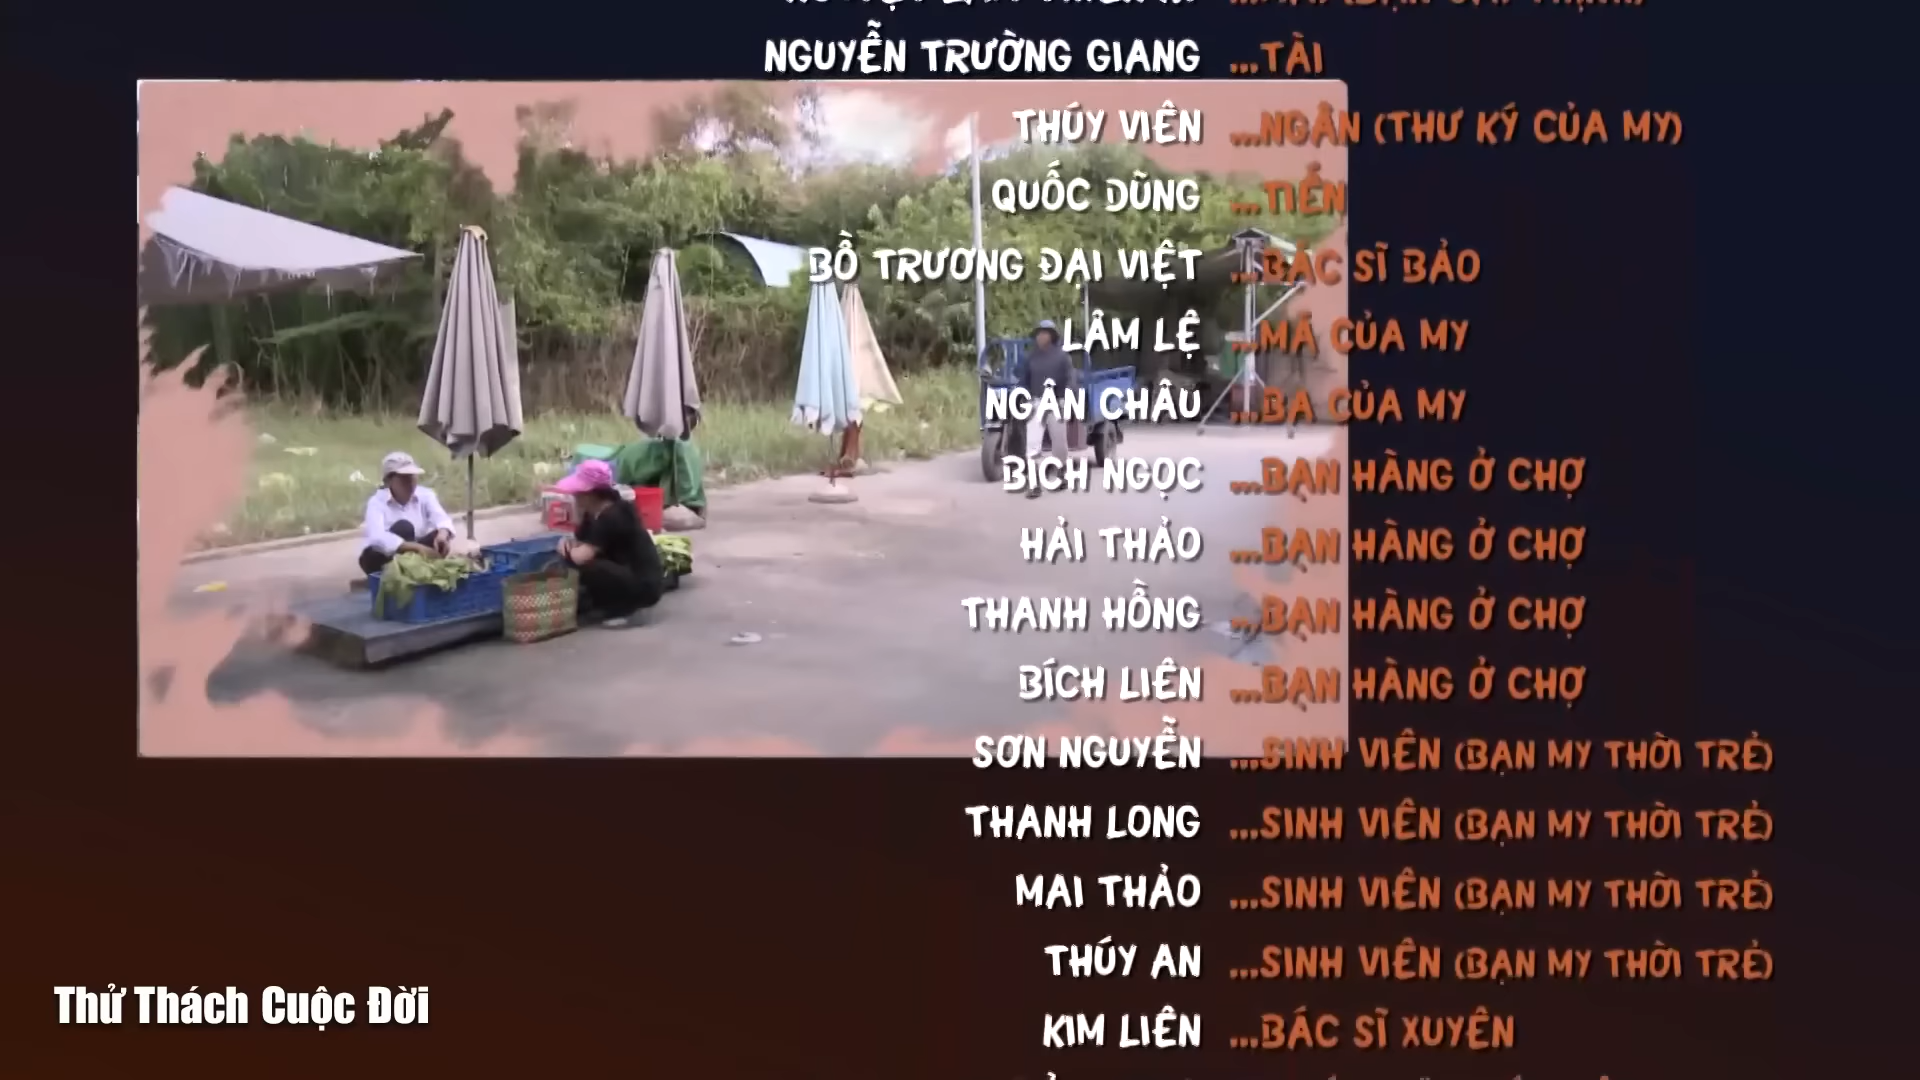 NGUYỄN TRƯỜNG GIANG ...TÀI
THÚY VIÊN ...NGÂN (THƯ KÝ CỦA MY)
QUỐC DŨNG ...TIẾN
BỒ TRƯƠNG ĐẠI VIỆT ...BÁC SĨ BẢO
LÂM LỆ ...MÁ CỦA MY
NGÂN CHÂU ...BA CỦA MY
BÍCH NGỌC ...BẠN HÀNG Ở CHỢ
HẢI THẢO ...BẠN HÀNG Ở CHỢ
THANH HỒNG ...BẠN HÀNG Ở CHỢ
BÍCH LIÊN ...BẠN HÀNG Ở CHỢ
SƠN NGUYỄN ...SINH VIÊN (BẠN MY THỜI TRẺ)
THANH LONG ...SINH VIÊN (BẠN MY THỜI TRẺ)
MAI THẢO ...SINH VIÊN (BẠN MY THỜI TRẺ)
THÚY AN ...SINH VIÊN (BẠN MY THỜI TRẺ)
KIM LIÊN ...BÁC SĨ XUYÊN
Thử Thách Cuộc Đời